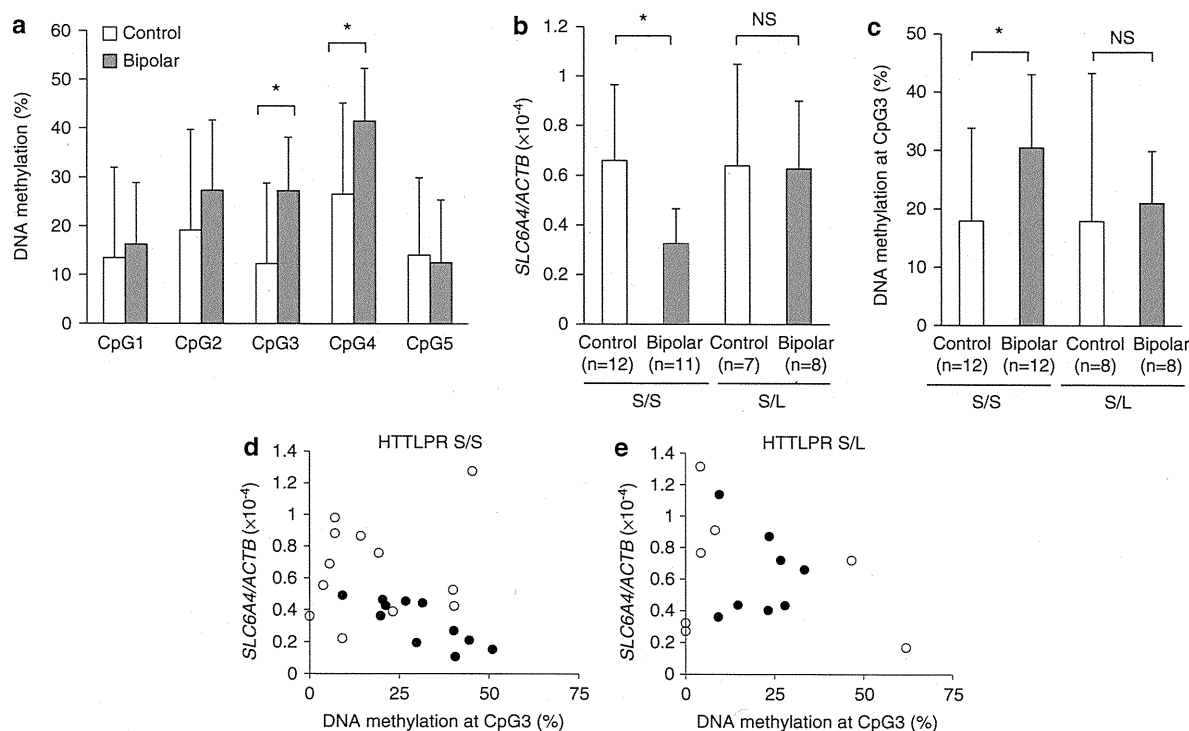 a
60
50
40
30
20
10
0
DNA methylation (%)
Control
Bipolar
*
*
CpG1 CpG2 CpG3 CpG4 CpG5
b
1.2
1
0.8
0.6
0.4
0.2
0
SLC6A4/ACTB (×10-4)
* NS
Control Bipolar Control Bipolar
(n=12) (n=11) (n=7) (n=8)
S/S S/L
c
50
40
30
20
10
0
DNA methylation at CpG3 (%)
* NS
Control Bipolar Control Bipolar
(n=12) (n=12) (n=8) (n=8)
S/S S/L
d
HTTLPR S/S
1.4
1.2
1
0.8
0.6
0.4
0.2
0
SLC6A4/ACTB (×10-4)
0 25 50 75
DNA methylation at CpG3 (%)
e
HTTLPR S/L
1.4
1.2
1
0.8
0.6
0.4
0.2
0
SLC6A4/ACTB (×10-4)
0 25 50 75
DNA methylation at CpG3 (%)